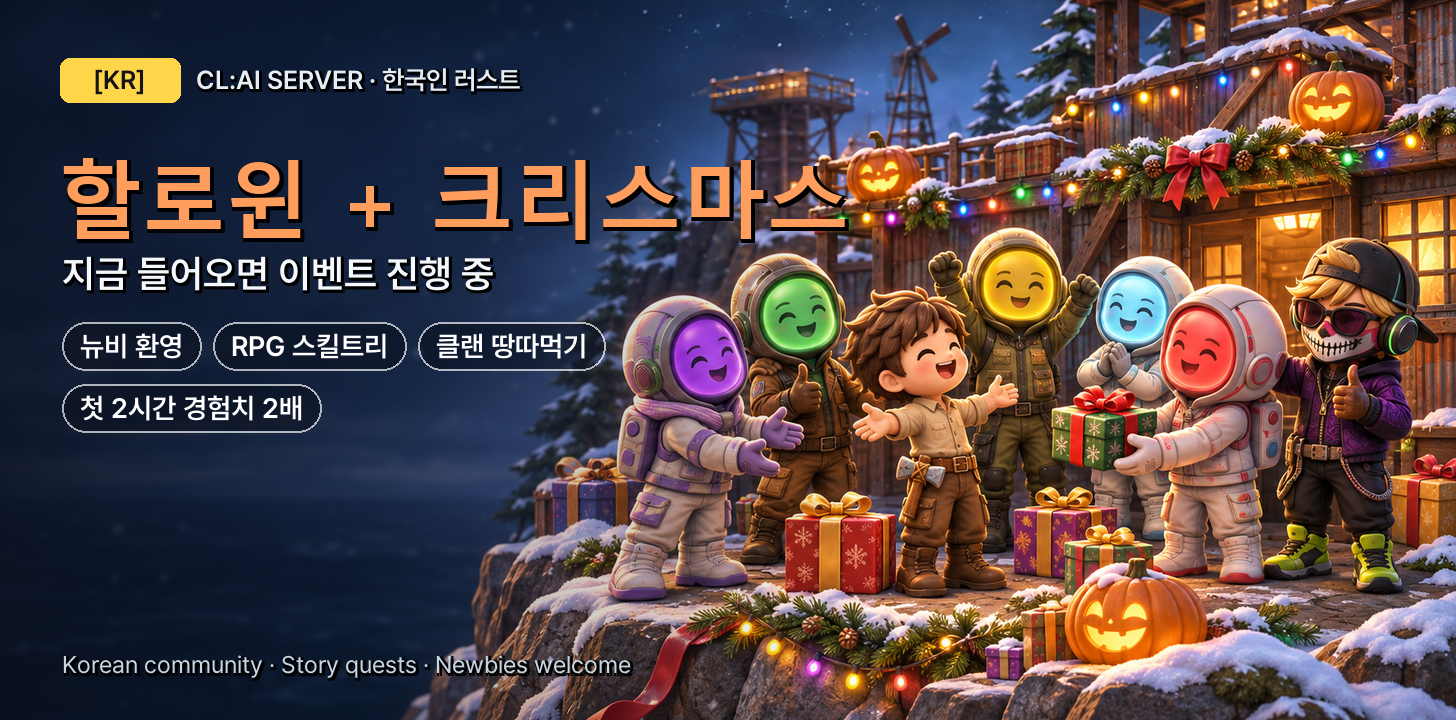 [KR] CL:AI SERVER · 한국인 러스트
할로윈 + 크리스마스
지금 들어오면 이벤트 진행 중
뉴비 환영 RPG 스킬트리 클랜 땅따먹기
첫 2시간 경험치 2배
Korean community · Story quests · Newbies welcome